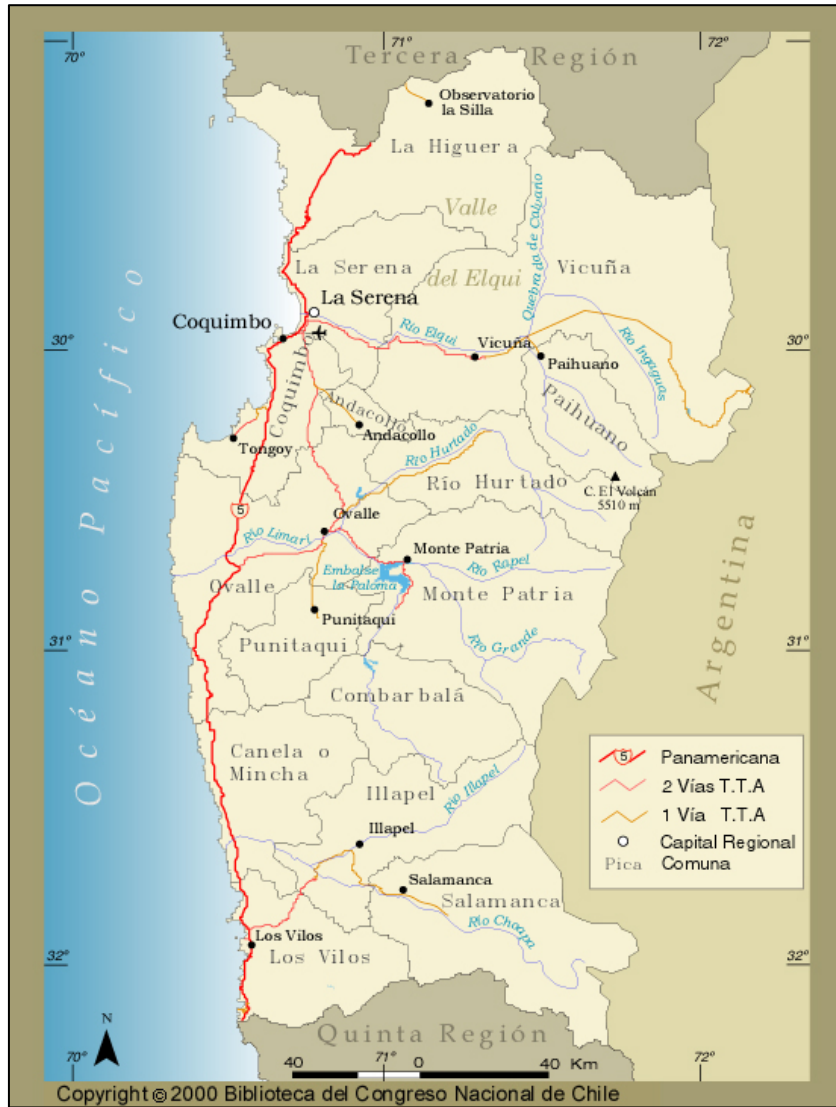 70°
71°
72°
Tercera Región
Observatorio
la Silla
La Higuera
Valle
del Elqui
Quebrada de Calvario
Vicuña
La Serena
La Serena
Coquimbo
Río Elqui
Vicuña
Río Ingaguas
30°
30°
Paihuano
Coquimbo
Andacollo
Andacollo
Paihuano
Tongoy
Río Hurtado
Río Hurtado
C. El Volcán
5510 m
5
Ovalle
Río Limarí
Monte Patria
Embalse
la Paloma
Río Rapel
Ovalle
Monte Patria
Punitaqui
Punitaqui
Río Grande
31°
31°
Océano Pacífico
Argentina
Combarbalá
Canela o
Mincha
Illapel
Río Illapel
Illapel
Salamanca
Salamanca
Río Choapa
Los Vilos
Los Vilos
32°
32°
5 Panamericana
2 Vías T.T.A
1 Vía T.T.A
Capital Regional
Pica Comuna
Quinta Región
N
70°
71°
72°
40 0 40 Km
Copyright © 2000 Biblioteca del Congreso Nacional de Chile